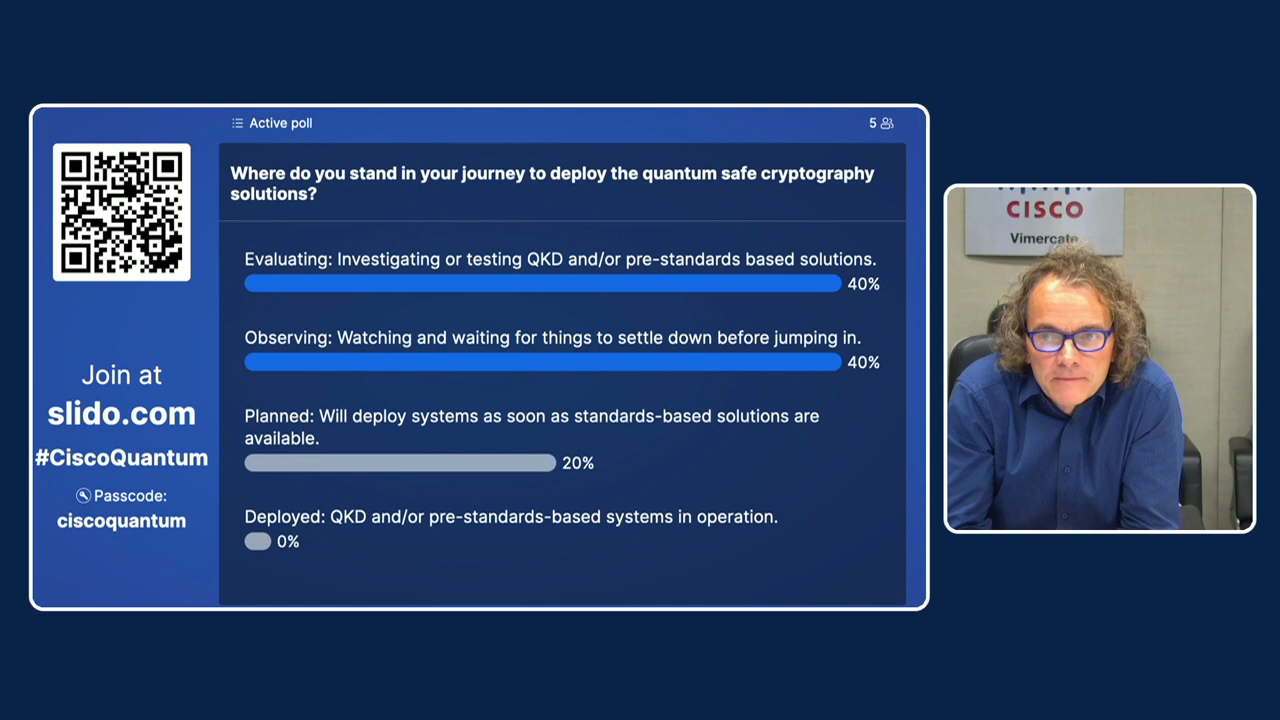 Active poll
5
Where do you stand in your journey to deploy the quantum safe cryptography
solutions?
Evaluating: Investigating or testing QKD and/or pre-standards based solutions.
40%
Observing: Watching and waiting for things to settle down before jumping in.
40%
Planned: Will deploy systems as soon as standards-based solutions are
available.
20%
Deployed: QKD and/or pre-standards-based systems in operation.
0%
Join at
slido.com
#CiscoQuantum
Passcode:
ciscoquantum
CISCO
Vimercate